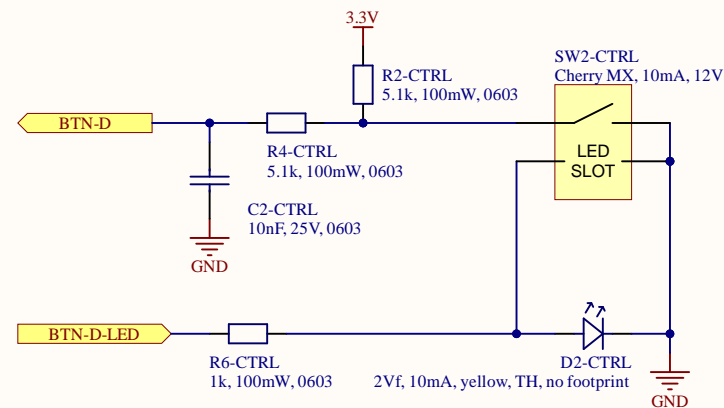 3.3V
SW2-CTRL
Cherry MX, 10mA, 12V
R2-CTRL
5.1k, 100mW, 0603
BTN-D
R4-CTRL
5.1k, 100mW, 0603
LED
SLOT
C2-CTRL
10nF, 25V, 0603
GND
BTN-D-LED
R6-CTRL
1k, 100mW, 0603
D2-CTRL
2Vf, 10mA, yellow, TH, no footprint
GND